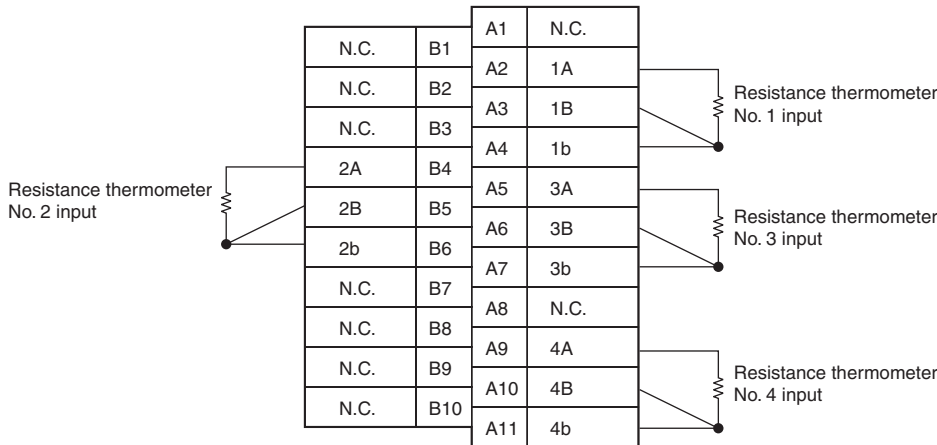 A1 N.C.
N.C. B1
A2 1A
N.C. B2
A3 1B
N.C. B3
A4 1b
2A B4
A5 3A
2B B5
A6 3B
2b B6
A7 3b
N.C. B7
A8 N.C.
N.C. B8
A9 4A
N.C. B9
A10 4B
N.C. B10
A11 4b
Resistance thermometer
No. 1 input
Resistance thermometer
No. 2 input
Resistance thermometer
No. 3 input
Resistance thermometer
No. 4 input